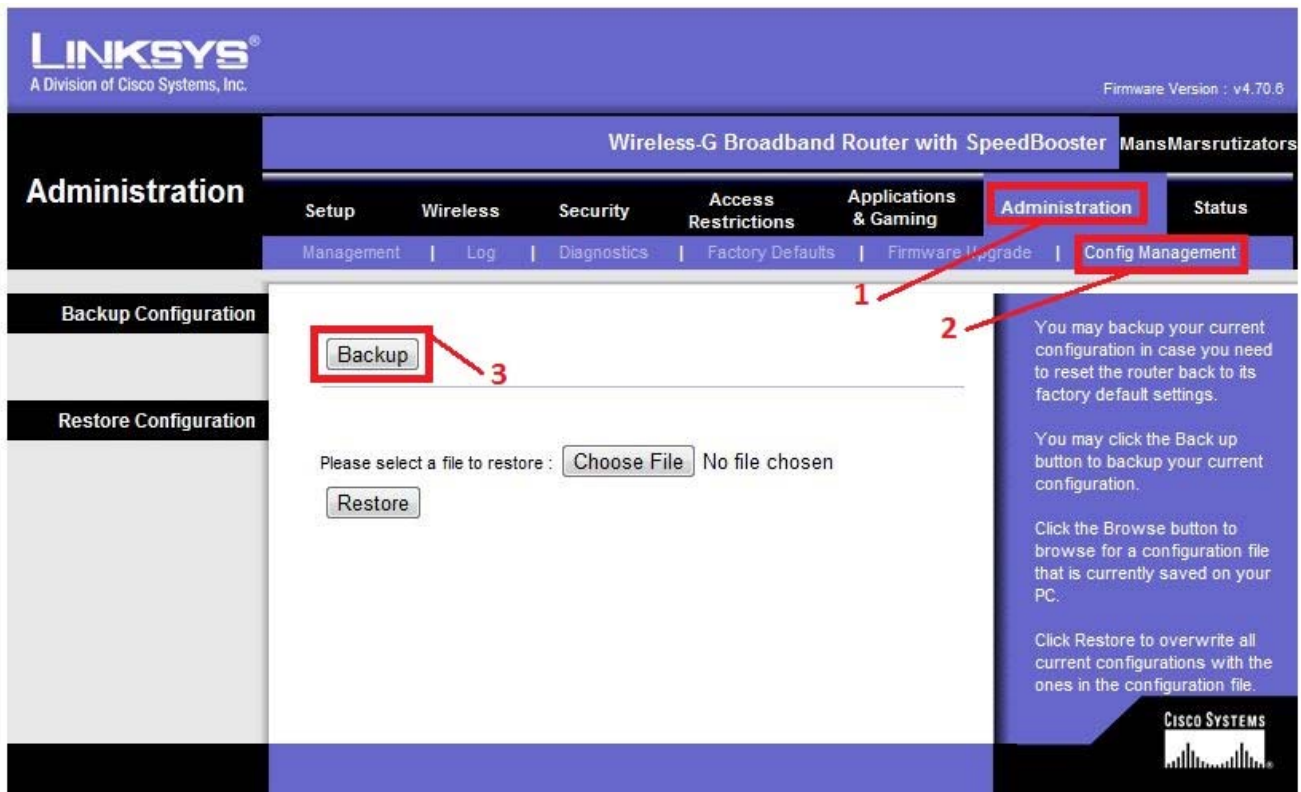 LINKSYS®
A Division of Cisco Systems, Inc.
Firmware Version : v4.70.6
Wireless-G Broadband Router with SpeedBooster MansMarsrutizators
Administration
Setup Wireless Security Access Restrictions Applications & Gaming Administration Status
Management | Log | Diagnostics | Factory Defaults | Firmware Upgrade | Config Management
1
2
Backup Configuration
Backup
3
Restore Configuration
Please select a file to restore : Choose File No file chosen
Restore
You may backup your current
configuration in case you need
to reset the router back to its
factory default settings.
You may click the Back up
button to backup your current
configuration.
Click the Browse button to
browse for a configuration file
that is currently saved on your
PC.
Click Restore to overwrite all
current configurations with the
ones in the configuration file.
CISCO SYSTEMS